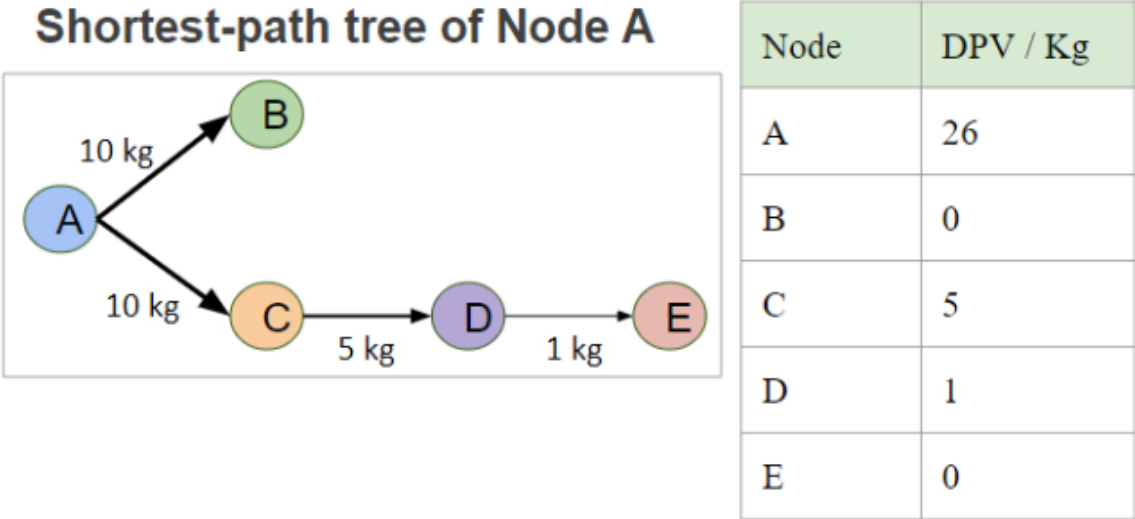 Shortest-path tree of Node A
B
10 kg
A
10 kg
C
D
E
5 kg
1 kg
Node DPV / Kg
A 26
B 0
C 5
D 1
E 0